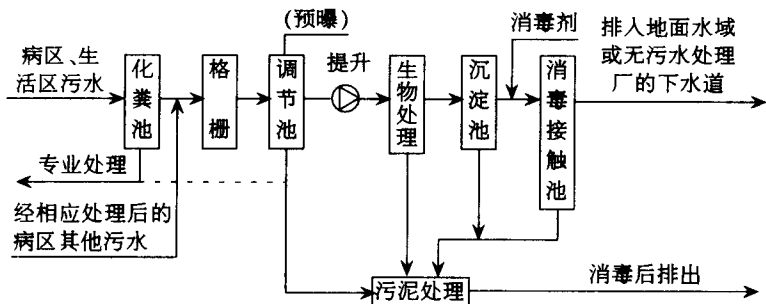 (预曝)
消毒剂
排入地面水域
或无污水处理
厂的下水道
病区、生
活区污水
化粪池
格栅
调节池
提升
生物处理
沉淀池
消毒接触池
专业处理
经相应处理后的
病区其他污水
污泥处理
消毒后排出